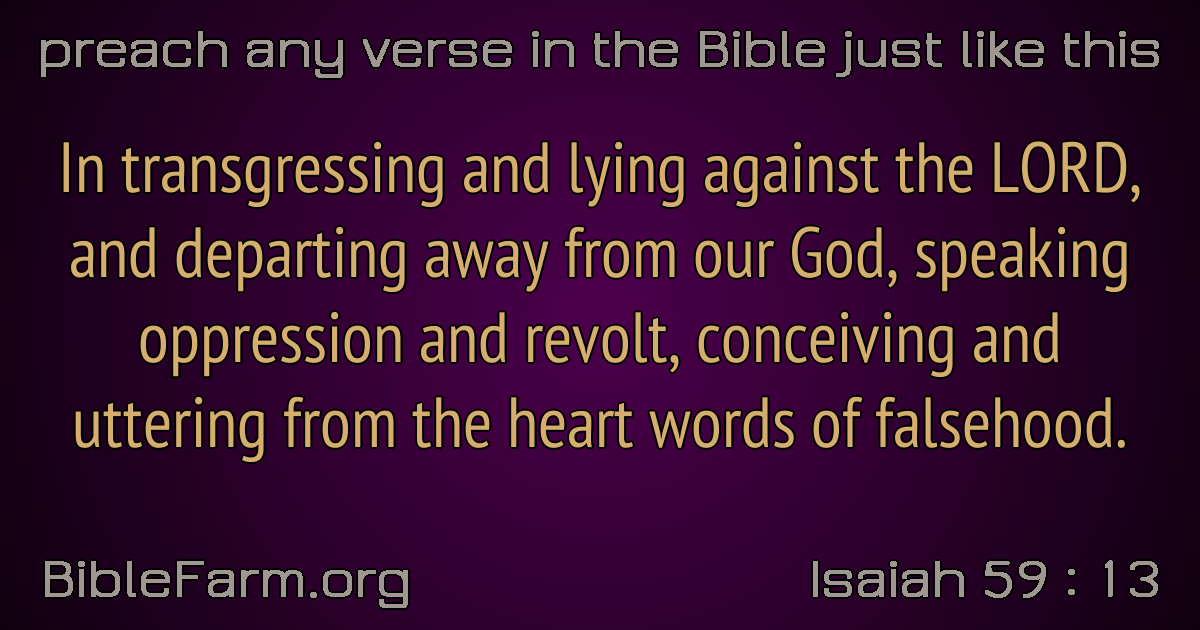 preach any verse in the Bible just like this
In transgressing and lying against the LORD,
and departing away from our God, speaking
oppression and revolt, conceiving and
uttering from the heart words of falsehood.
BibleFarm.org
Isaiah 59 : 13